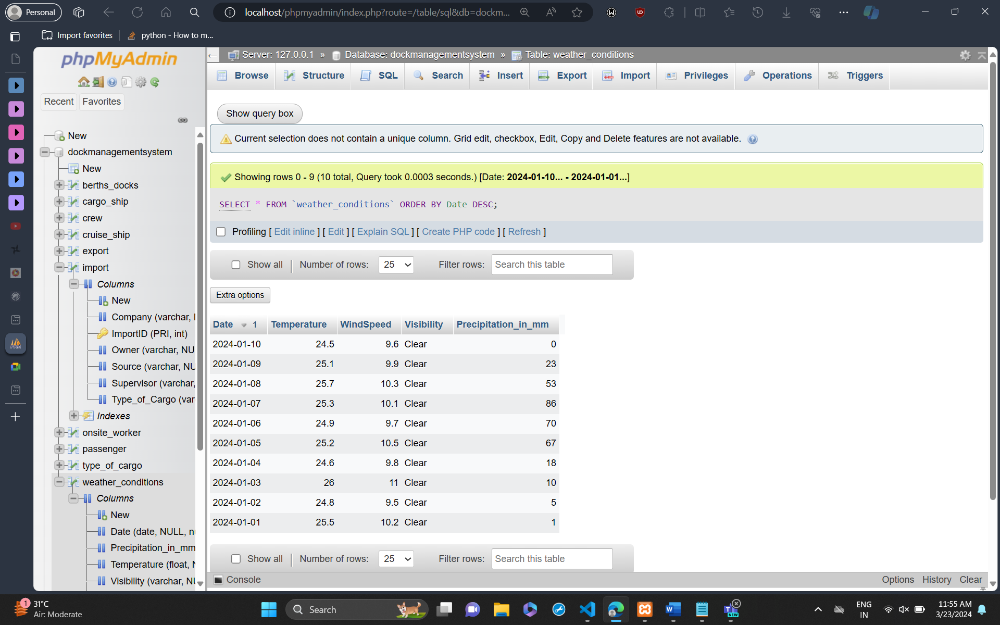 Personal
localhost/phpmyadmin/index.php?route=/table/sql&db=dockm...
Import favorites
python - How to m...
phpMyAdmin
Recent
Favorites
New
dockmanagementsystem
New
berths_docks
cargo_ship
crew
cruise_ship
export
import
Columns
New
Company (varchar,
ImportID (PRI, int)
Owner (varchar, NU
Source (varchar, NU
Supervisor (varchar,
Type_of_Cargo (var
Indexes
onsite_worker
passenger
type_of_cargo
weather_conditions
Columns
New
Date (date, NULL, nu
Precipitation_in_mm
Temperature (float, N
Visibility (varchar, NU
Server: 127.0.0.1 » Database: dockmanagementsystem » Table: weather_conditions
Browse Structure SQL Search Insert Export Import Privileges Operations Triggers
Show query box
Current selection does not contain a unique column. Grid edit, checkbox, Edit, Copy and Delete features are not available.
Showing rows 0 - 9 (10 total, Query took 0.0003 seconds.) [Date: 2024-01-10... - 2024-01-01...]
SELECT * FROM `weather_conditions` ORDER BY Date DESC;
Profiling [ Edit inline ] [ Edit ] [ Explain SQL ] [ Create PHP code ] [ Refresh ]
Show all Number of rows: 25 Filter rows: Search this table
Extra options
Date 1 Temperature WindSpeed Visibility Precipitation_in_mm
2024-01-10 24.5 9.6 Clear 0
2024-01-09 25.1 9.9 Clear 23
2024-01-08 25.7 10.3 Clear 53
2024-01-07 25.3 10.1 Clear 86
2024-01-06 24.9 9.7 Clear 70
2024-01-05 25.2 10.5 Clear 67
2024-01-04 24.6 9.8 Clear 18
2024-01-03 26 11 Clear 10
2024-01-02 24.8 9.5 Clear 5
2024-01-01 25.5 10.2 Clear 1
Show all Number of rows: 25 Filter rows: Search this table
Console
Options History Clear
1
31°C
Air: Moderate
Search
NEW
ENG
IN
11:55 AM
3/23/2024